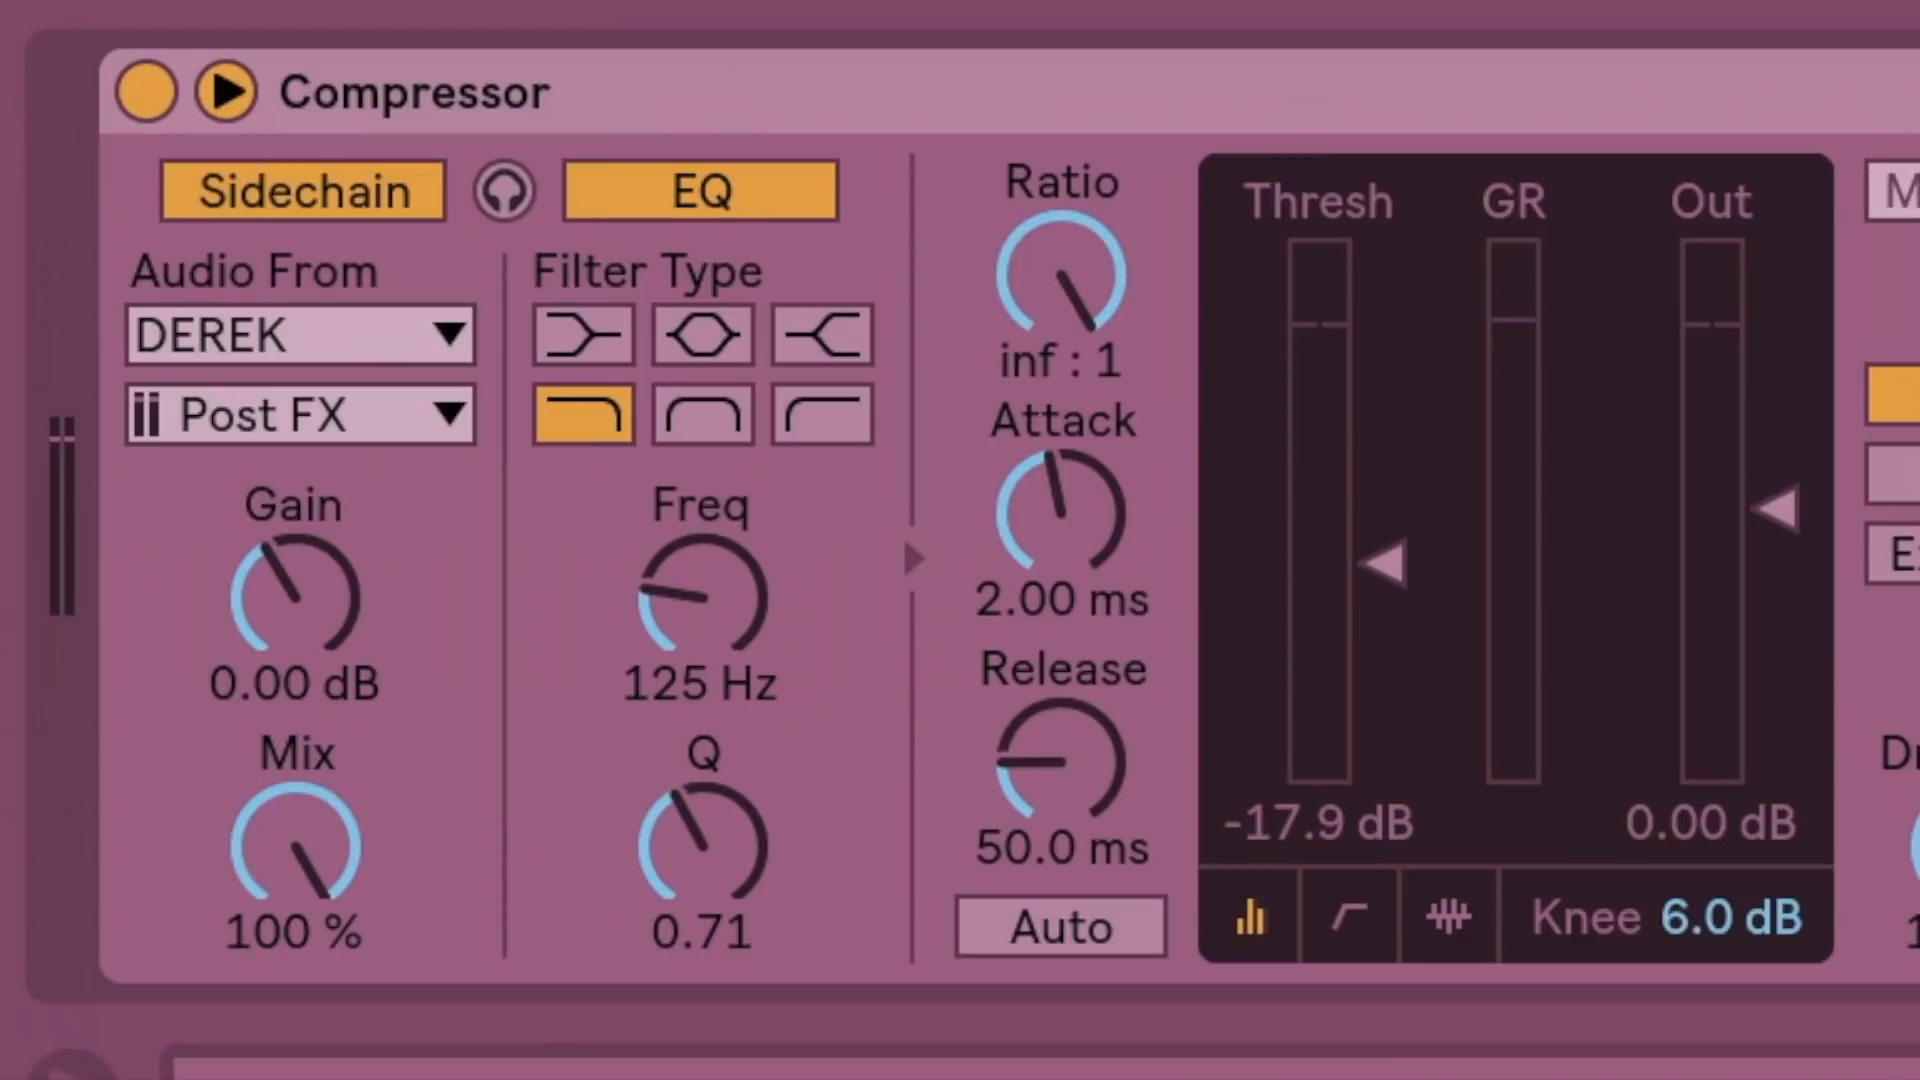 Compressor
Sidechain
EQ
Audio From
DEREK
Post FX
Gain
0.00 dB
Mix
100 %
Filter Type
Freq
125 Hz
Q
0.71
Ratio
inf : 1
Attack
2.00 ms
Release
50.0 ms
Auto
Thresh GR Out
-17.9 dB 0.00 dB
Knee 6.0 dB